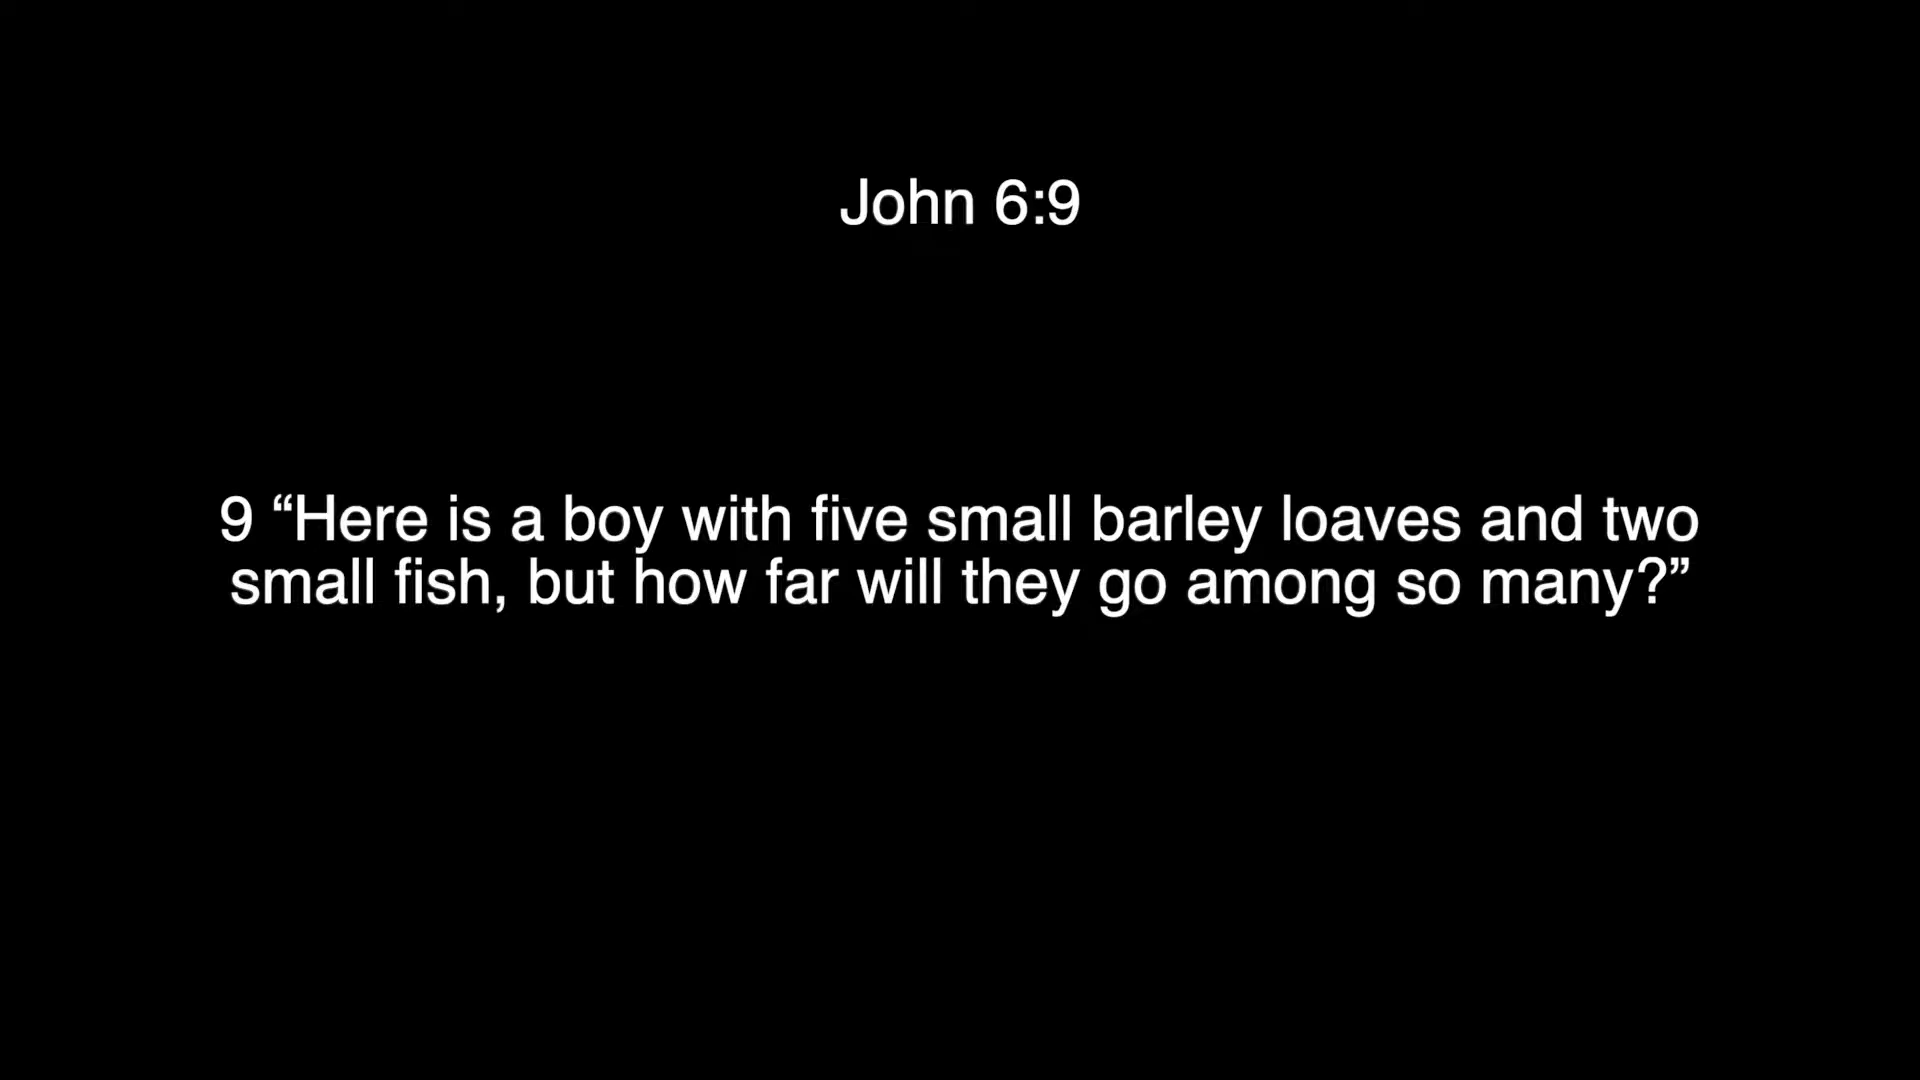 John 6:9
9 “Here is a boy with five small barley loaves and two
small fish, but how far will they go among so many?”